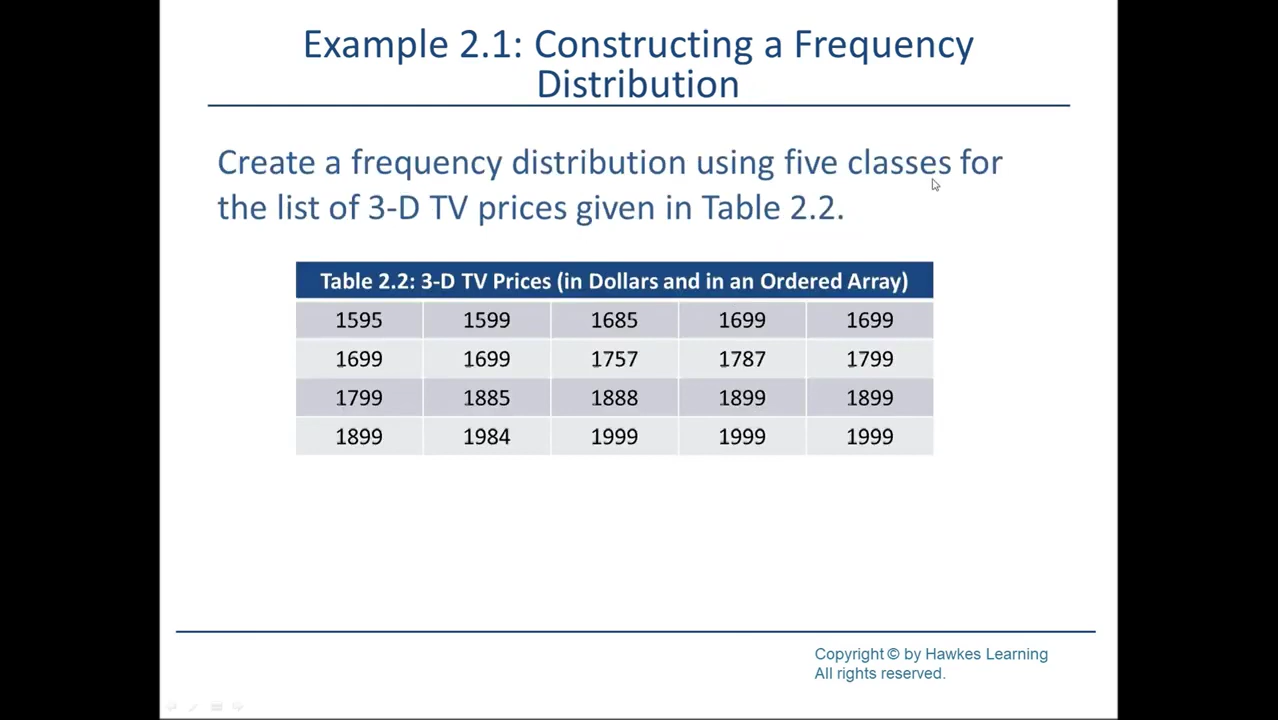 Example 2.1: Constructing a Frequency
Distribution
Create a frequency distribution using five classes for
the list of 3-D TV prices given in Table 2.2.
Table 2.2: 3-D TV Prices (in Dollars and in an Ordered Array)
1595 1599 1685 1699 1699
1699 1699 1757 1787 1799
1799 1885 1888 1899 1899
1899 1984 1999 1999 1999
Copyright © by Hawkes Learning
All rights reserved.